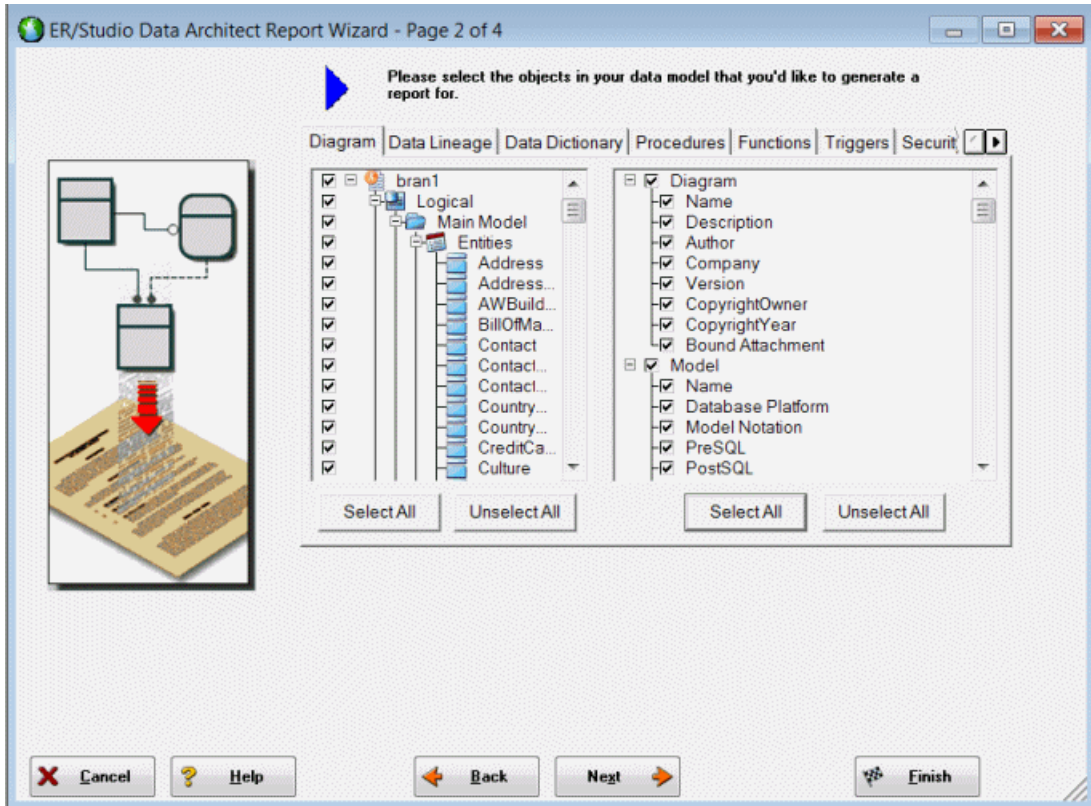 ER/Studio Data Architect Report Wizard - Page 2 of 4
Please select the objects in your data model that you'd like to generate a
report for.
Diagram Data Lineage Data Dictionary Procedures Functions Triggers Securit
bran1
Logical
Main Model
Entities
Address
Address...
AWBuild...
BillOfMa...
Contact
Contact...
Contact...
Country...
Country...
CreditCa...
Culture
Select All Unselect All
Diagram
Name
Description
Author
Company
Version
CopyrightOwner
CopyrightYear
Bound Attachment
Model
Name
Database Platform
Model Notation
PreSQL
PostSQL
Select All Unselect All
Cancel Help Back Next Finish